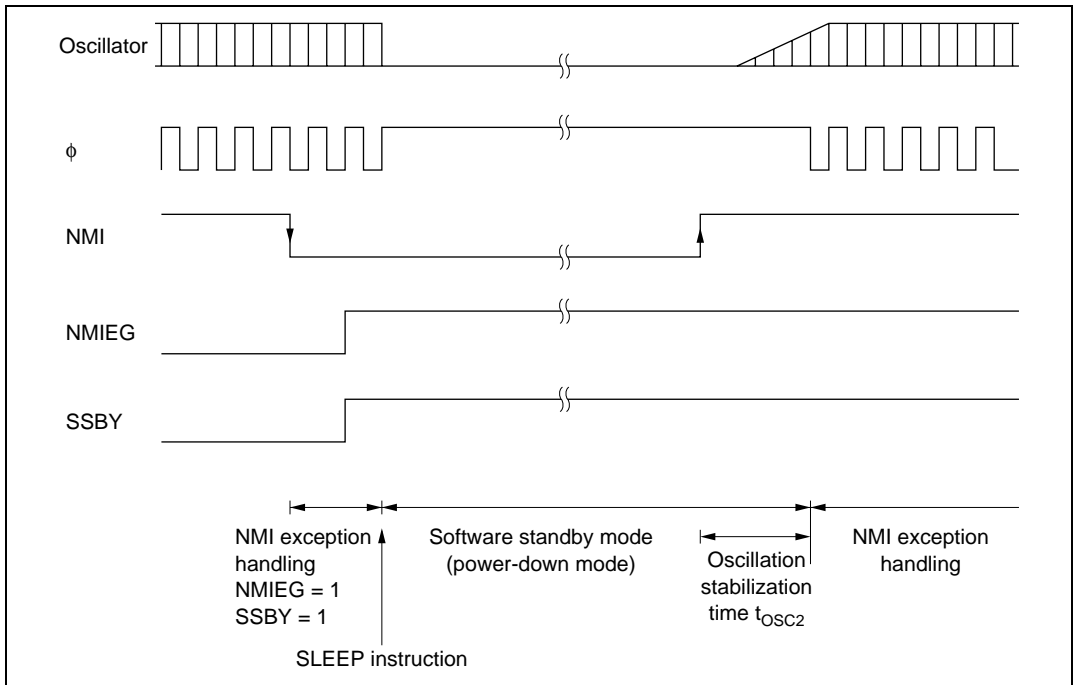 Oscillator
ϕ
NMI
NMIEG
SSBY
NMI exception
handling
NMIEG = 1
SSBY = 1
SLEEP instruction
Software standby mode
(power-down mode)
Oscillation
stabilization
time tOSC2
NMI exception
handling